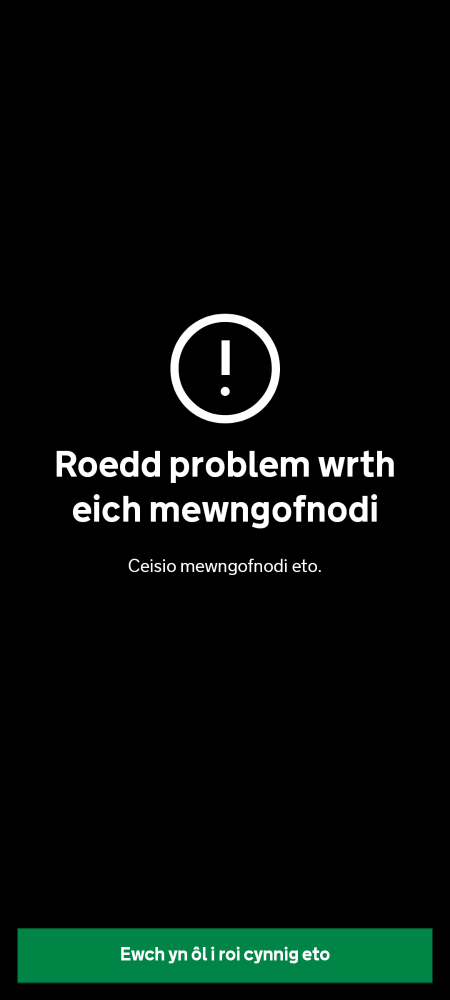 Roedd problem wrth
eich mewngofnodi
Ceisio mewngofnodi eto.
Ewch yn ôl i roi cynnig eto